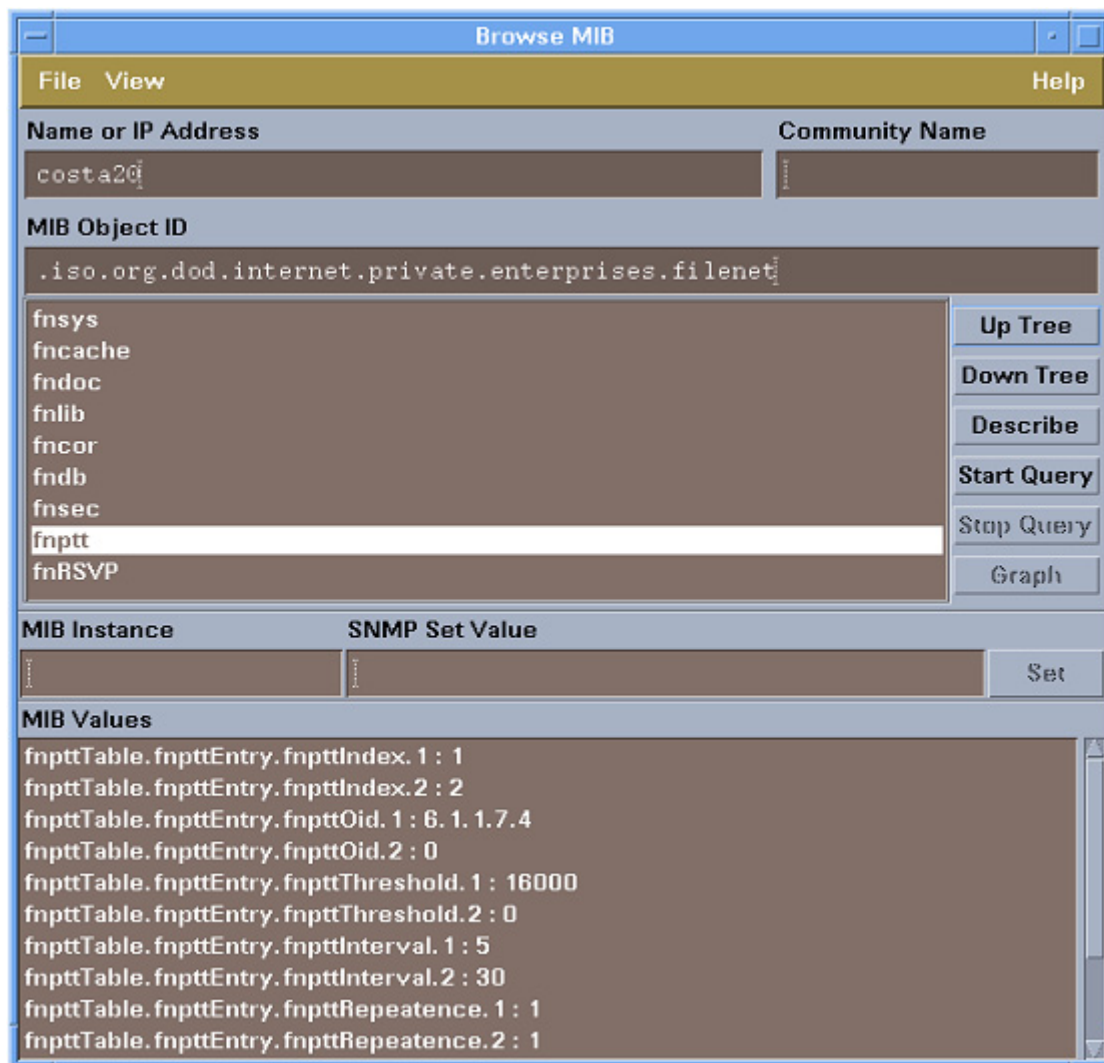 Browse MIB
File View Help
Name or IP Address Community Name
costa20
MIB Object ID
.iso.org.dod.internet.private.enterprises.filenet
fnsys
fncache
fndoc
fnlib
fncor
fndb
fnsec
fnptt
fnRSVP
Up Tree
Down Tree
Describe
Start Query
Stop Query
Graph
MIB Instance SNMP Set Value
Set
MIB Values
fnpttTable.fnpttEntry.fnpttIndex.1 : 1
fnpttTable.fnpttEntry.fnpttIndex.2 : 2
fnpttTable.fnpttEntry.fnpttOid.1 : 6.1.1.7.4
fnpttTable.fnpttEntry.fnpttOid.2 : 0
fnpttTable.fnpttEntry.fnpttThreshold.1 : 16000
fnpttTable.fnpttEntry.fnpttThreshold.2 : 0
fnpttTable.fnpttEntry.fnpttInterval.1 : 5
fnpttTable.fnpttEntry.fnpttInterval.2 : 30
fnpttTable.fnpttEntry.fnpttRepeatence.1 : 1
fnpttTable.fnpttEntry.fnpttRepeatence.2 : 1